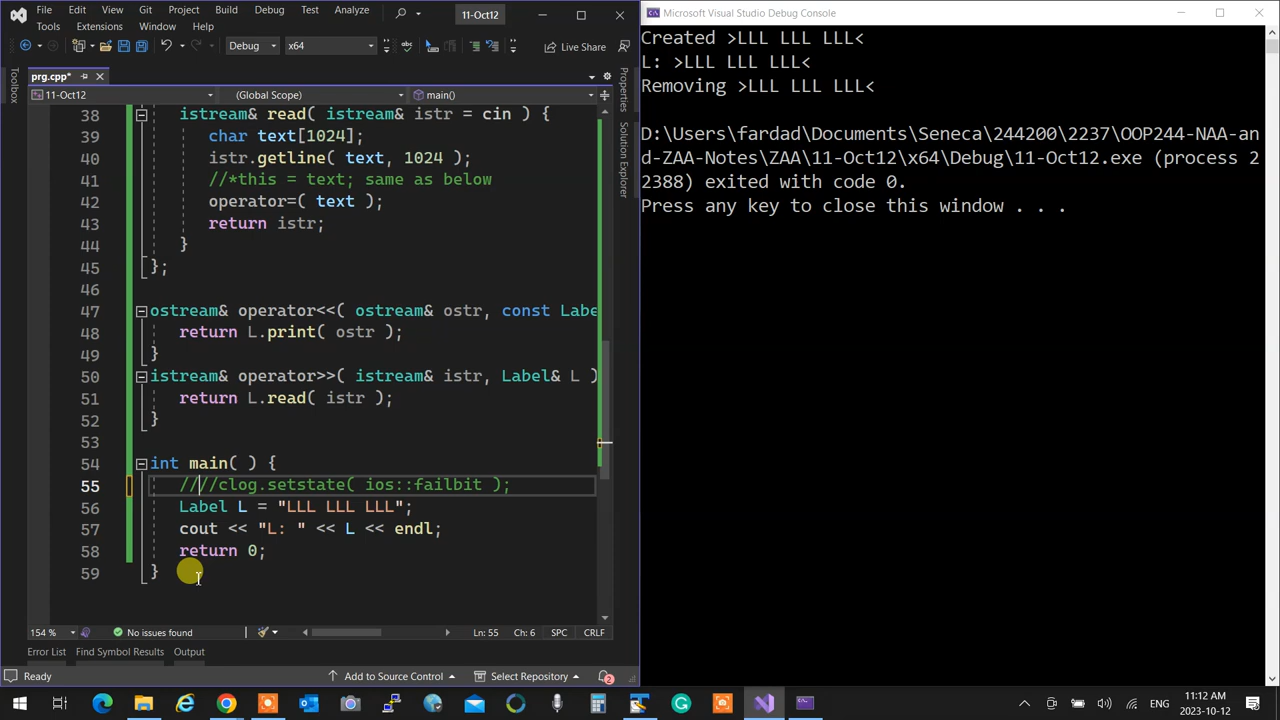 File Edit View Git Project Build Debug Test Analyze
Tools Extensions Window Help
11-Oct12
Debug x64
Live Share
prg.cpp*
11-Oct12 (Global Scope) main()
Toolbox
Properties
Solution Explorer
38 istream& read( istream& istr = cin ) {
39 char text[1024];
40 istr.getline( text, 1024 );
41 //*this = text; same as below
42 operator=( text );
43 return istr;
44 }
45 };
46
47 ostream& operator<<( ostream& ostr, const Labe
48 return L.print( ostr );
49 }
50 istream& operator>>( istream& istr, Label& L )
51 return L.read( istr );
52 }
53
54 int main( ) {
55 ////clog.setstate( ios::failbit );
56 Label L = "LLL LLL LLL";
57 cout << "L: " << L << endl;
58 return 0;
59 }
154 % No issues found Ln: 55 Ch: 6 SPC CRLF
Error List Find Symbol Results Output
Ready Add to Source Control Select Repository 2
Microsoft Visual Studio Debug Console
Created >LLL LLL LLL<
L: >LLL LLL LLL<
Removing >LLL LLL LLL<
D:\Users\fardad\Documents\Seneca\244200\2237\OOP244-NAA-an
d-ZAA-Notes\ZAA\11-Oct12\x64\Debug\11-Oct12.exe (process 2
2388) exited with code 0.
Press any key to close this window . . .
ENG
11:12 AM
2023-10-12